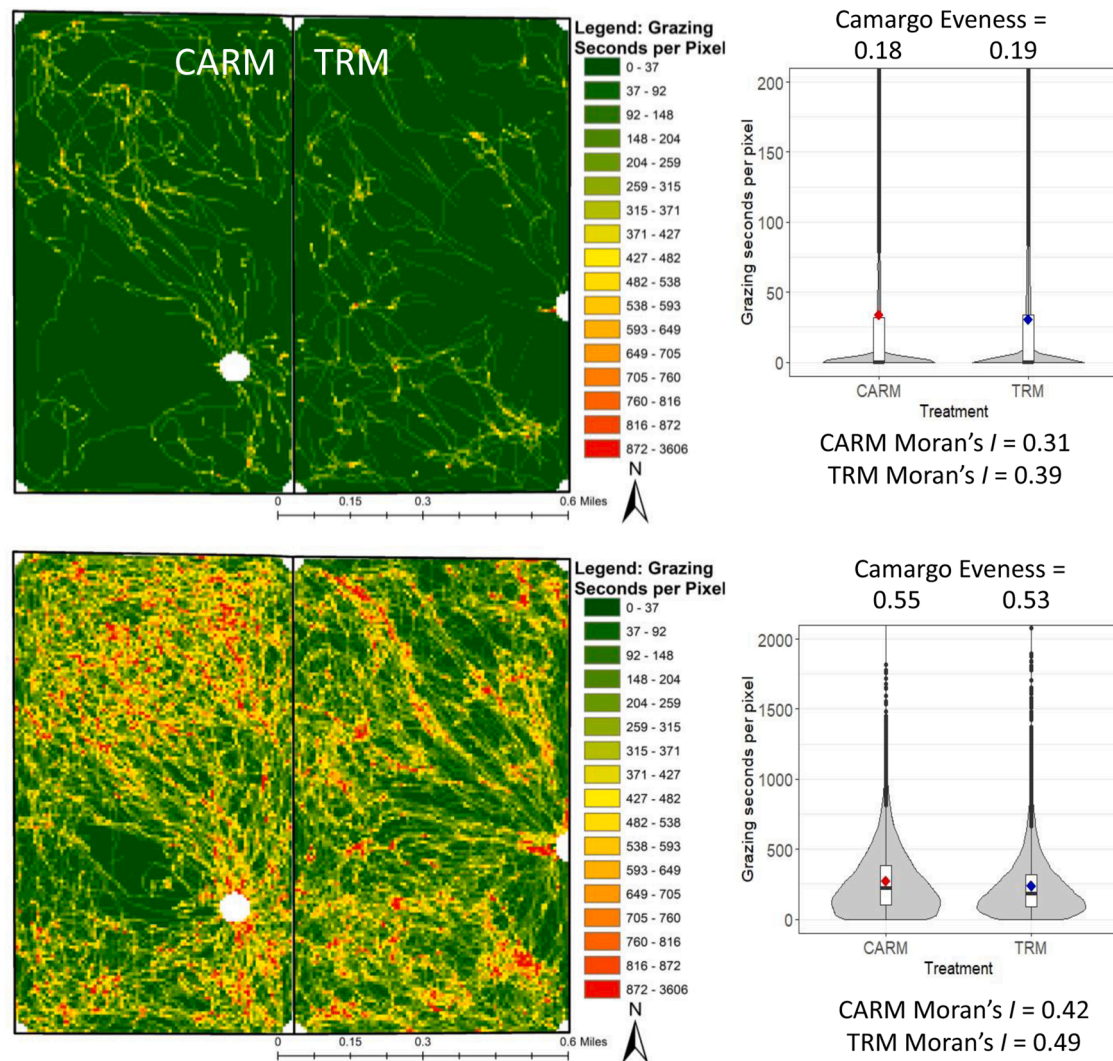 CARM TRM
Legend: Grazing
Seconds per Pixel
0 - 37
37 - 92
92 - 148
148 - 204
204 - 259
259 - 315
315 - 371
371 - 427
427 - 482
482 - 538
538 - 593
593 - 649
649 - 705
705 - 760
760 - 816
816 - 872
872 - 3606
N
0 0.15 0.3 0.6 Miles
Camargo Eveness =
0.18 0.19
200
150
100
50
0
Grazing seconds per pixel
CARM TRM
Treatment
CARM Moran's I = 0.31
TRM Moran's I = 0.39
Legend: Grazing
Seconds per Pixel
0 - 37
37 - 92
92 - 148
148 - 204
204 - 259
259 - 315
315 - 371
371 - 427
427 - 482
482 - 538
538 - 593
593 - 649
649 - 705
705 - 760
760 - 816
816 - 872
872 - 3606
N
0 0.15 0.3 0.6 Miles
Camargo Eveness =
0.55 0.53
2000
1500
1000
500
0
Grazing seconds per pixel
CARM TRM
Treatment
CARM Moran's I = 0.42
TRM Moran's I = 0.49